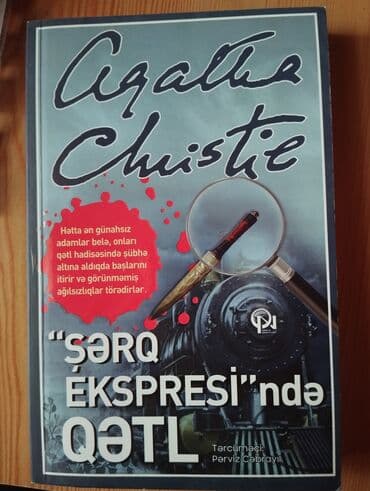 Agatha
Christie
Hətta ən günahsız
adamlar belə, onları
qətl hadisəsində şübhə
altına aldıqda başlarını
itirir və görünməmiş
ağılsızlıqlar törədirlər.
"ŞƏRQ
EKSPRESİ"ndə
QƏTL
Tərcüməçi:
Pərviz Cəbrayıl